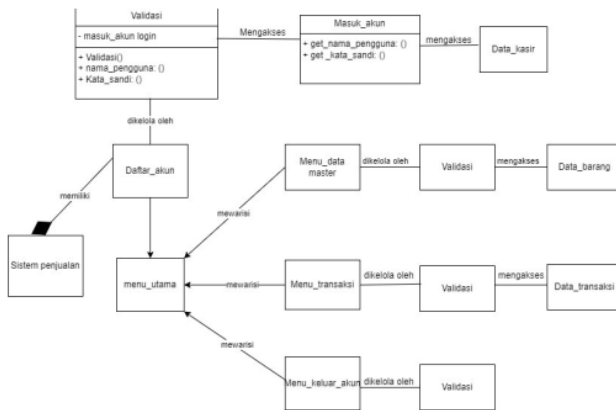 Validasi
- masuk_akun login
+ Validasi()
+ nama_pengguna: ()
+ Kata_sandi: ()
Mengakses
Masuk_akun
+ get_nama_pengguna: ()
+ get _kata_sandi: ()
mengakses
Data_kasir
dikelola oleh
Daftar_akun
memiliki
Sistem penjualan
menu_utama
mewarisi
Menu_data
master
dikelola oleh
Validasi
mengakses
Data_barang
mewarisi
Menu_transaksi
dikelola oleh
Validasi
mengakses
Data_transaksi
mewarisi
Menu_keluar_akun
dikelola oleh
Validasi